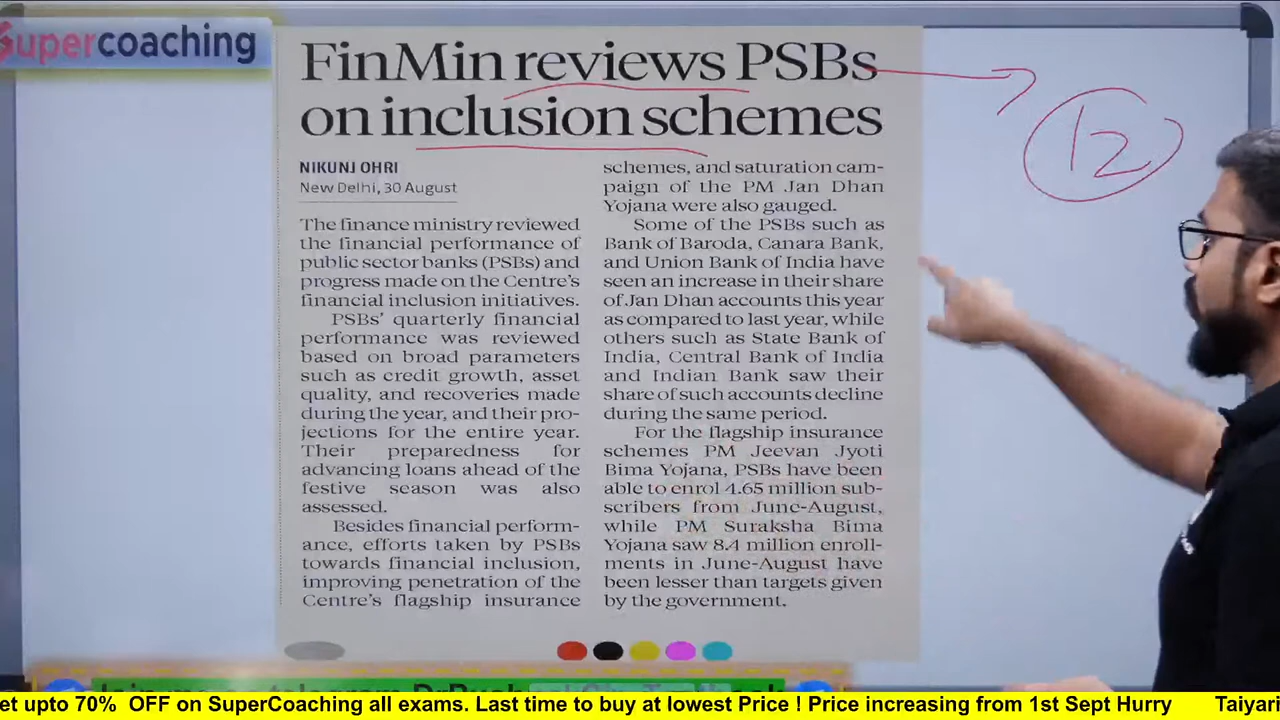 Supercoaching
FinMin reviews PSBs
on inclusion schemes
12
NIKUNJ OHRI
New Delhi, 30 August
The finance ministry reviewed
the financial performance of
public sector banks (PSBs) and
progress made on the Centre's
financial inclusion initiatives.
PSBs' quarterly financial
performance was reviewed
based on broad parameters
such as credit growth, asset
quality, and recoveries made
during the year, and their pro-
jections for the entire year.
Their preparedness for
advancing loans ahead of the
festive season was also
assessed.
Besides financial perform-
ance, efforts taken by PSBs
towards financial inclusion,
improving penetration of the
Centre's flagship insurance
schemes, and saturation cam-
paign of the PM Jan Dhan
Yojana were also gauged.
Some of the PSBs such as
Bank of Baroda, Canara Bank,
and Union Bank of India have
seen an increase in their share
of Jan Dhan accounts this year
as compared to last year, while
others such as State Bank of
India, Central Bank of India
and Indian Bank saw their
share of such accounts decline
during the same period.
For the flagship insurance
schemes PM Jeevan Jyoti
Bima Yojana, PSBs have been
able to enrol 4.65 million sub-
scribers from June-August,
while PM Suraksha Bima
Yojana saw 8.4 million enroll-
ments in June-August have
been lesser than targets given
by the government.
et upto 70% OFF on SuperCoaching all exams. Last time to buy at lowest Price ! Price increasing from 1st Sept Hurry Taiyari